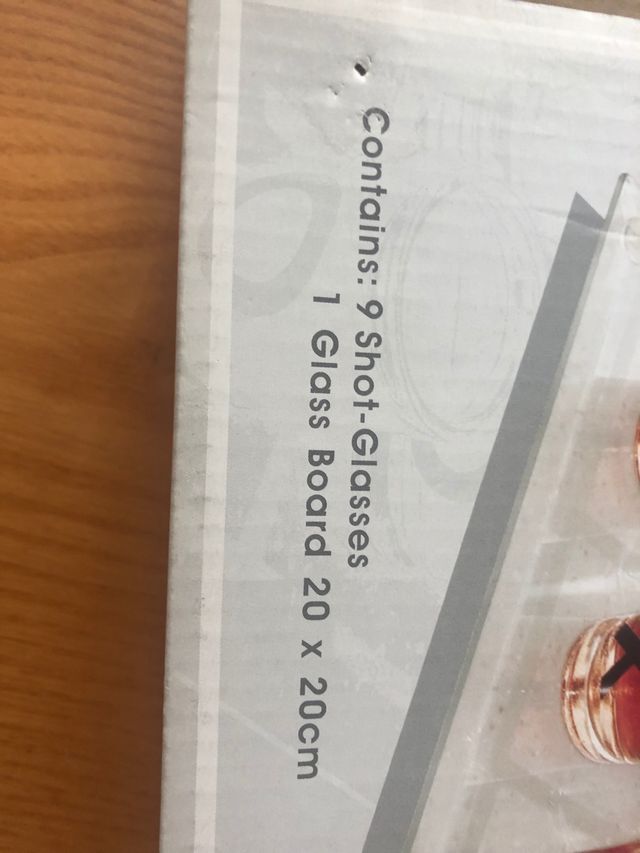 Contains: 9 Shot-Glasses
1 Glass Board 20 x 20cm